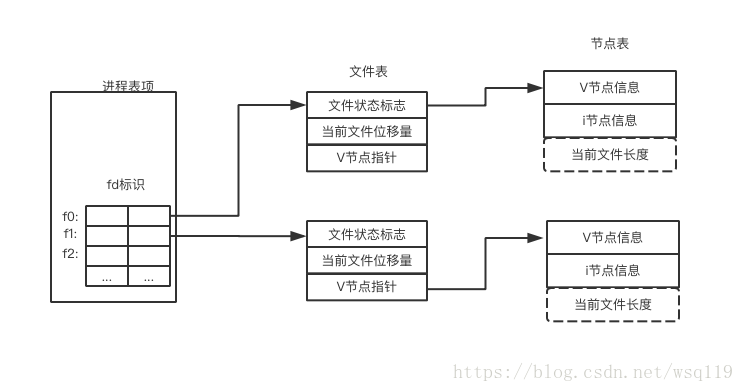 节点表
文件表
进程表项
V节点信息
文件状态标志
i节点信息
当前文件位移量
当前文件长度
V节点指针
fd标识
f0:
f1:
f2:
... ...
文件状态标志
V节点信息
当前文件位移量
i节点信息
V节点指针
当前文件长度
https://blog.csdn.net/wsq119